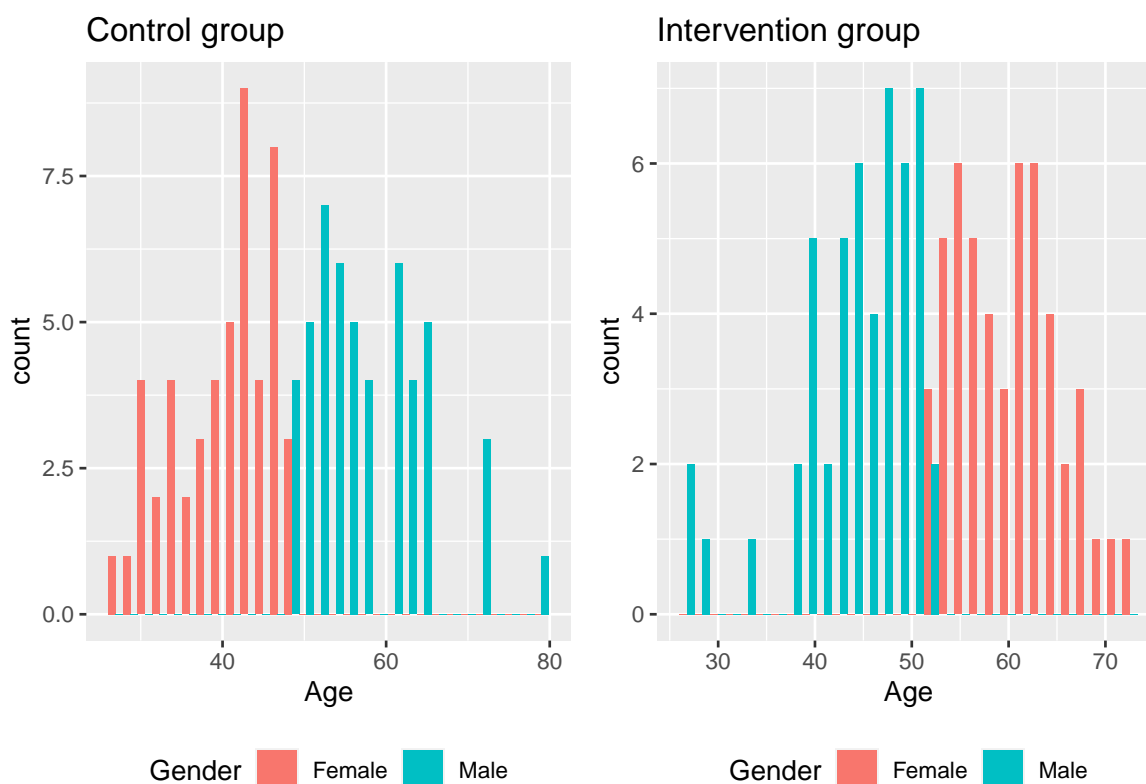 Control group
count
7.5
5.0
2.5
0.0
40 60 80
Age
Gender Female Male
Intervention group
count
6
4
2
0
30 40 50 60 70
Age
Gender Female Male